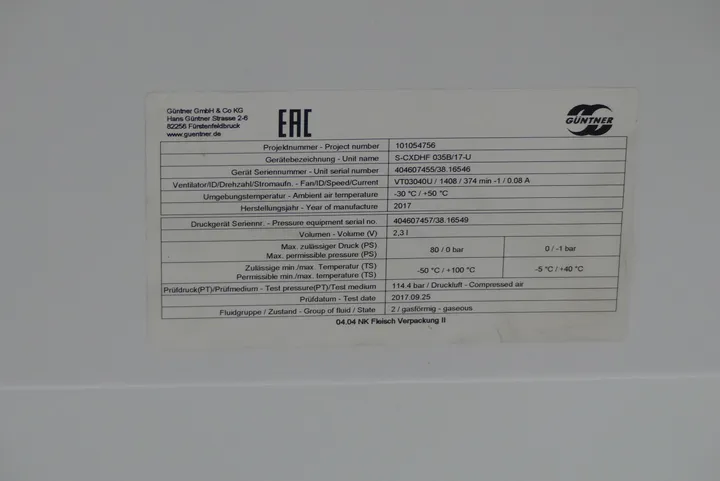 Güntner GmbH & Co KG
Hans Güntner Strasse 2-6
82256 Fürstenfeldbruck
www.guentner.de
EAC
GÜNTNER
Projektnummer - Project number 101054756
Gerätebezeichnung - Unit name S-CXDHF 035B/17-U
Gerät Seriennummer - Unit serial number 404607455/38.16546
Ventilator/ID/Drehzahl/Stromaufn. - Fan/ID/Speed/Current VT03040U / 1408 / 374 min -1 / 0.08 A
Umgebungstemperatur - Ambient air temperature -30 °C / +50 °C
Herstellungsjahr - Year of manufacture 2017
Druckgerät Seriennr. - Pressure equipment serial no. 404607457/38.16549
Volumen - Volume (V) 2,3 l
Max. zulässiger Druck (PS)
Max. permissible pressure (PS) 80 / 0 bar 0 / -1 bar
Zulässige min./max. Temperatur (TS)
Permissible min./max. temperature (TS) -50 °C / +100 °C -5 °C / +40 °C
Prüfdruck(PT)/Prüfmedium - Test pressure(PT)/Test medium 114.4 bar / Druckluft - Compressed air
Prüfdatum - Test date 2017.09.25
Fluidgruppe / Zustand - Group of fluid / State 2 / gasförmig - gaseous
04.04 NK Fleisch Verpackung II